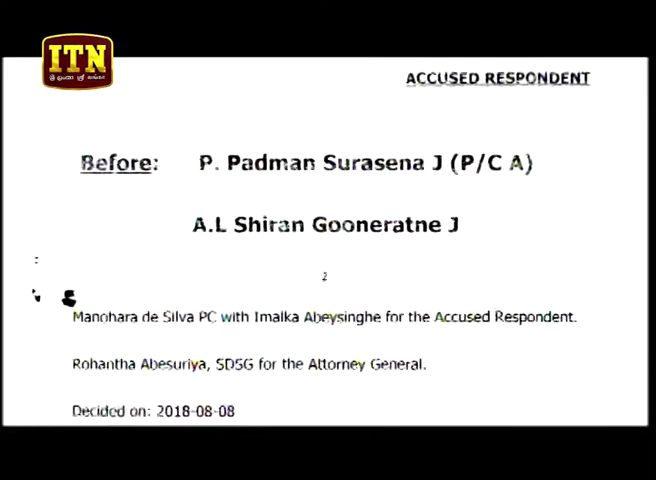 ITN
ACCUSED RESPONDENT
Before: P. Padman Surasena J (P/C A)
A.L Shiran Gooneratne J
2
Manohara de Silva PC with Imalka Abeysinghe for the Accused Respondent.
Rohantha Abesuriya, SDSG for the Attorney General.
Decided on: 2018-08-08